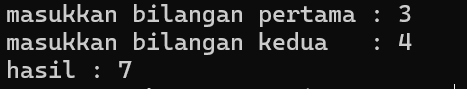 masukkan bilangan pertama : 3
masukkan bilangan kedua   : 4
hasil : 7